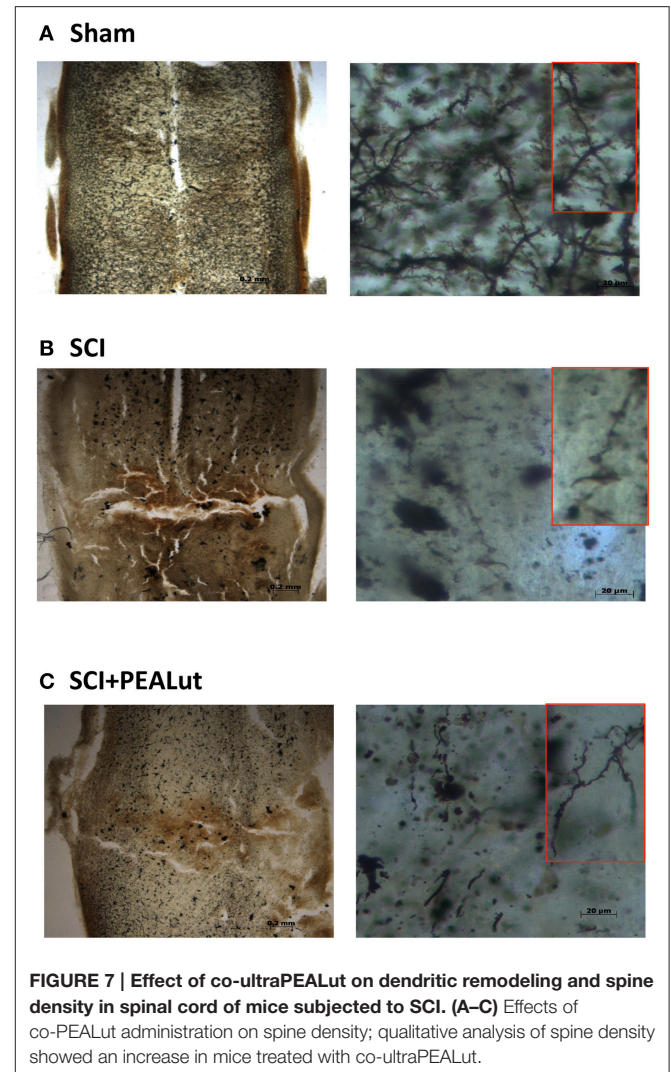 A Sham
0.2 mm
20 µm
B SCI
0.2 mm
20 µm
C SCI+PEALut
0.2 mm
20 µm
FIGURE 7 | Effect of co-ultraPEALut on dendritic remodeling and spine
density in spinal cord of mice subjected to SCI. (A–C) Effects of
co-PEALut administration on spine density; qualitative analysis of spine density
showed an increase in mice treated with co-ultraPEALut.